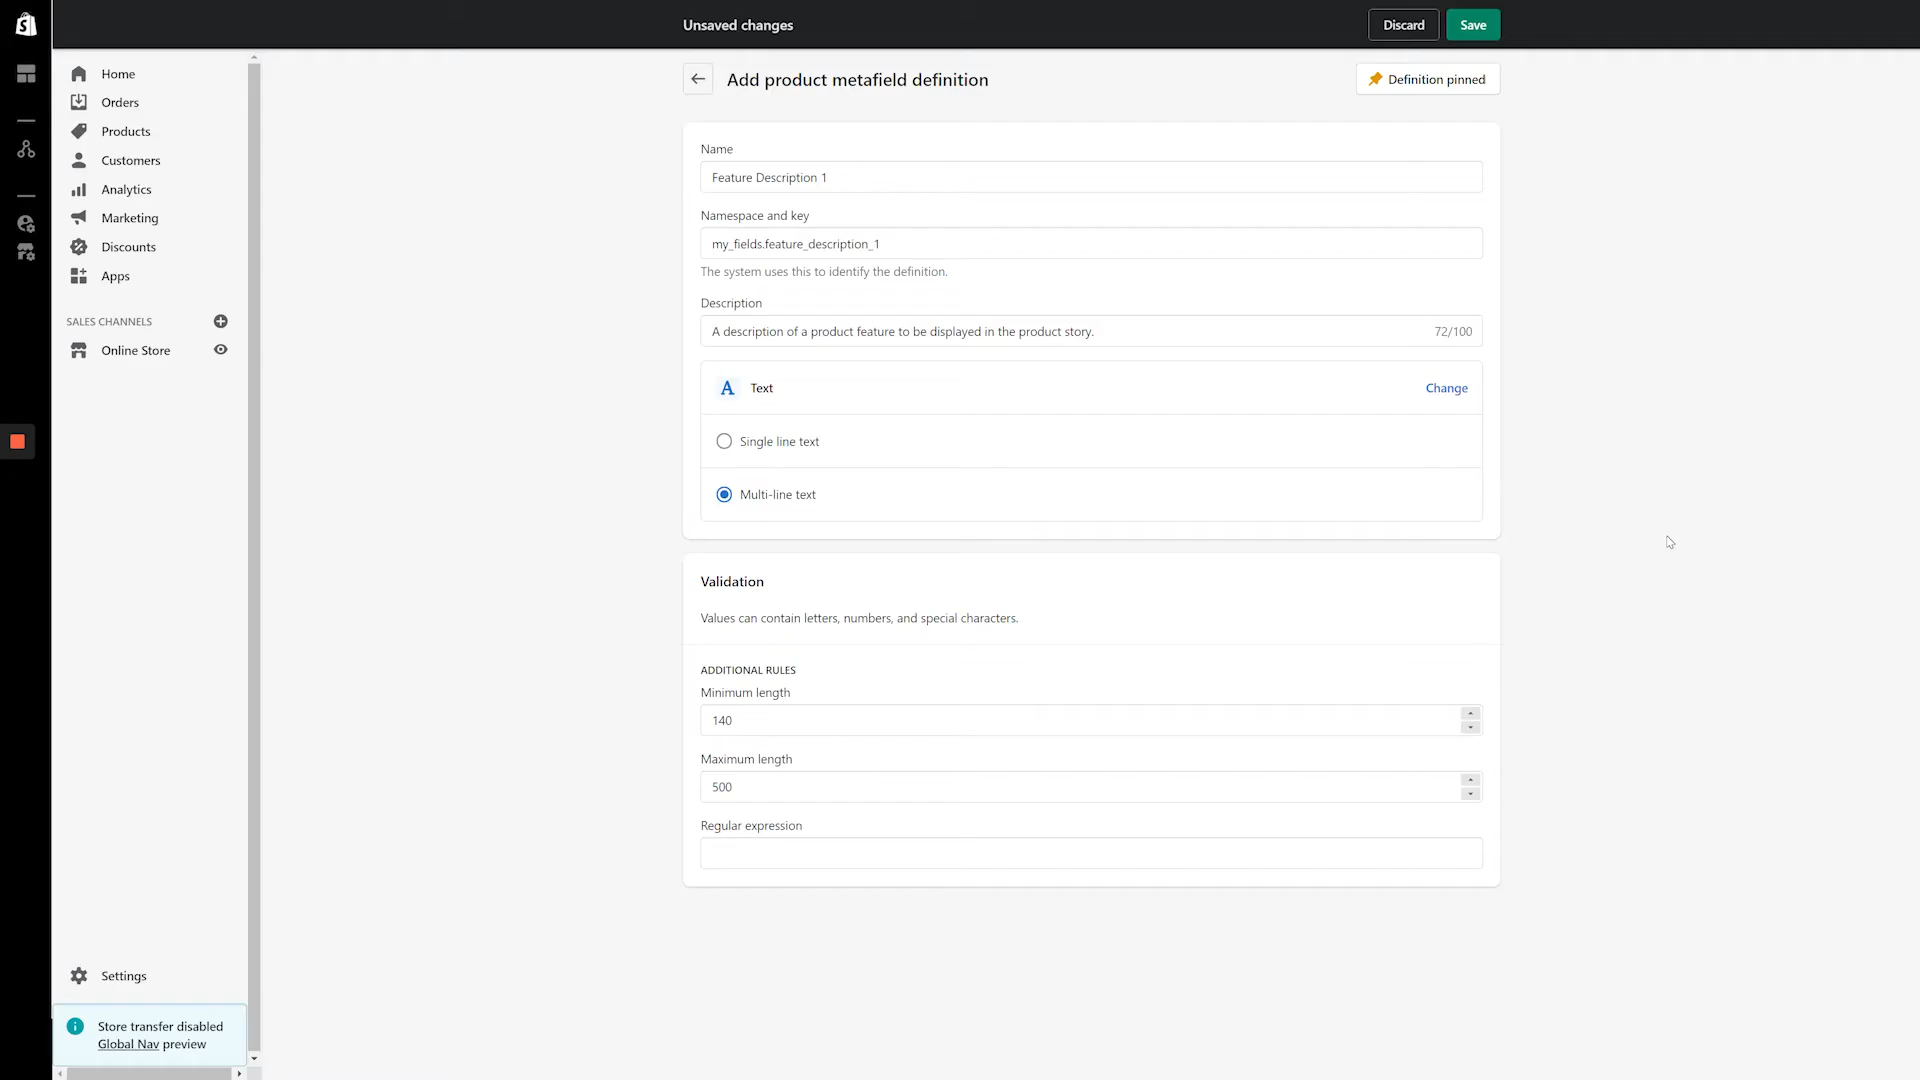 Unsaved changes
Discard
Save
Home
Orders
Products
Customers
Analytics
Marketing
Discounts
Apps
SALES CHANNELS
Online Store
Settings
Store transfer disabled
Global Nav preview
Add product metafield definition
Definition pinned
Name
Feature Description 1
Namespace and key
my_fields.feature_description_1
The system uses this to identify the definition.
Description
A description of a product feature to be displayed in the product story.
72/100
A Text
Change
Single line text
Multi-line text
Validation
Values can contain letters, numbers, and special characters.
ADDITIONAL RULES
Minimum length
140
Maximum length
500
Regular expression